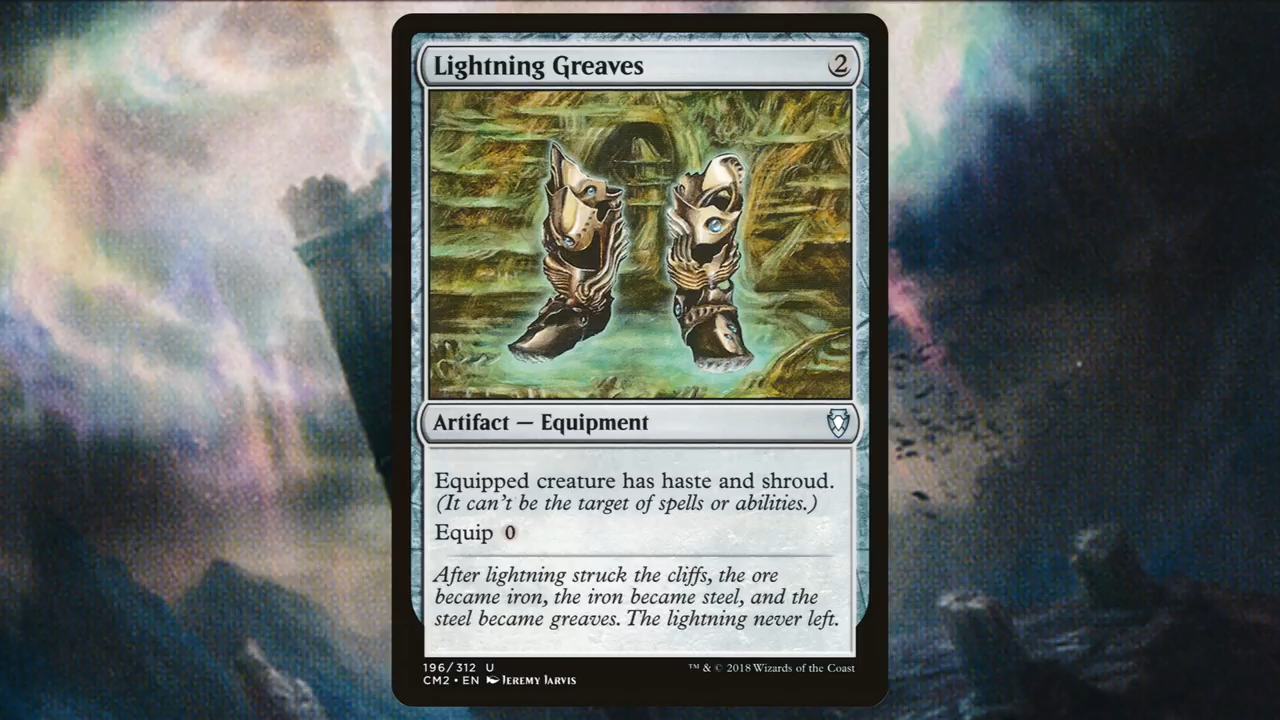 Lightning Greaves 2
Artifact — Equipment
Equipped creature has haste and shroud.
(It can't be the target of spells or abilities.)
Equip 0
After lightning struck the cliffs, the ore
became iron, the iron became steel, and the
steel became greaves. The lightning never left.
196/312 U
™ & © 2018 Wizards of the Coast
CM2 • EN Jeremy Jarvis